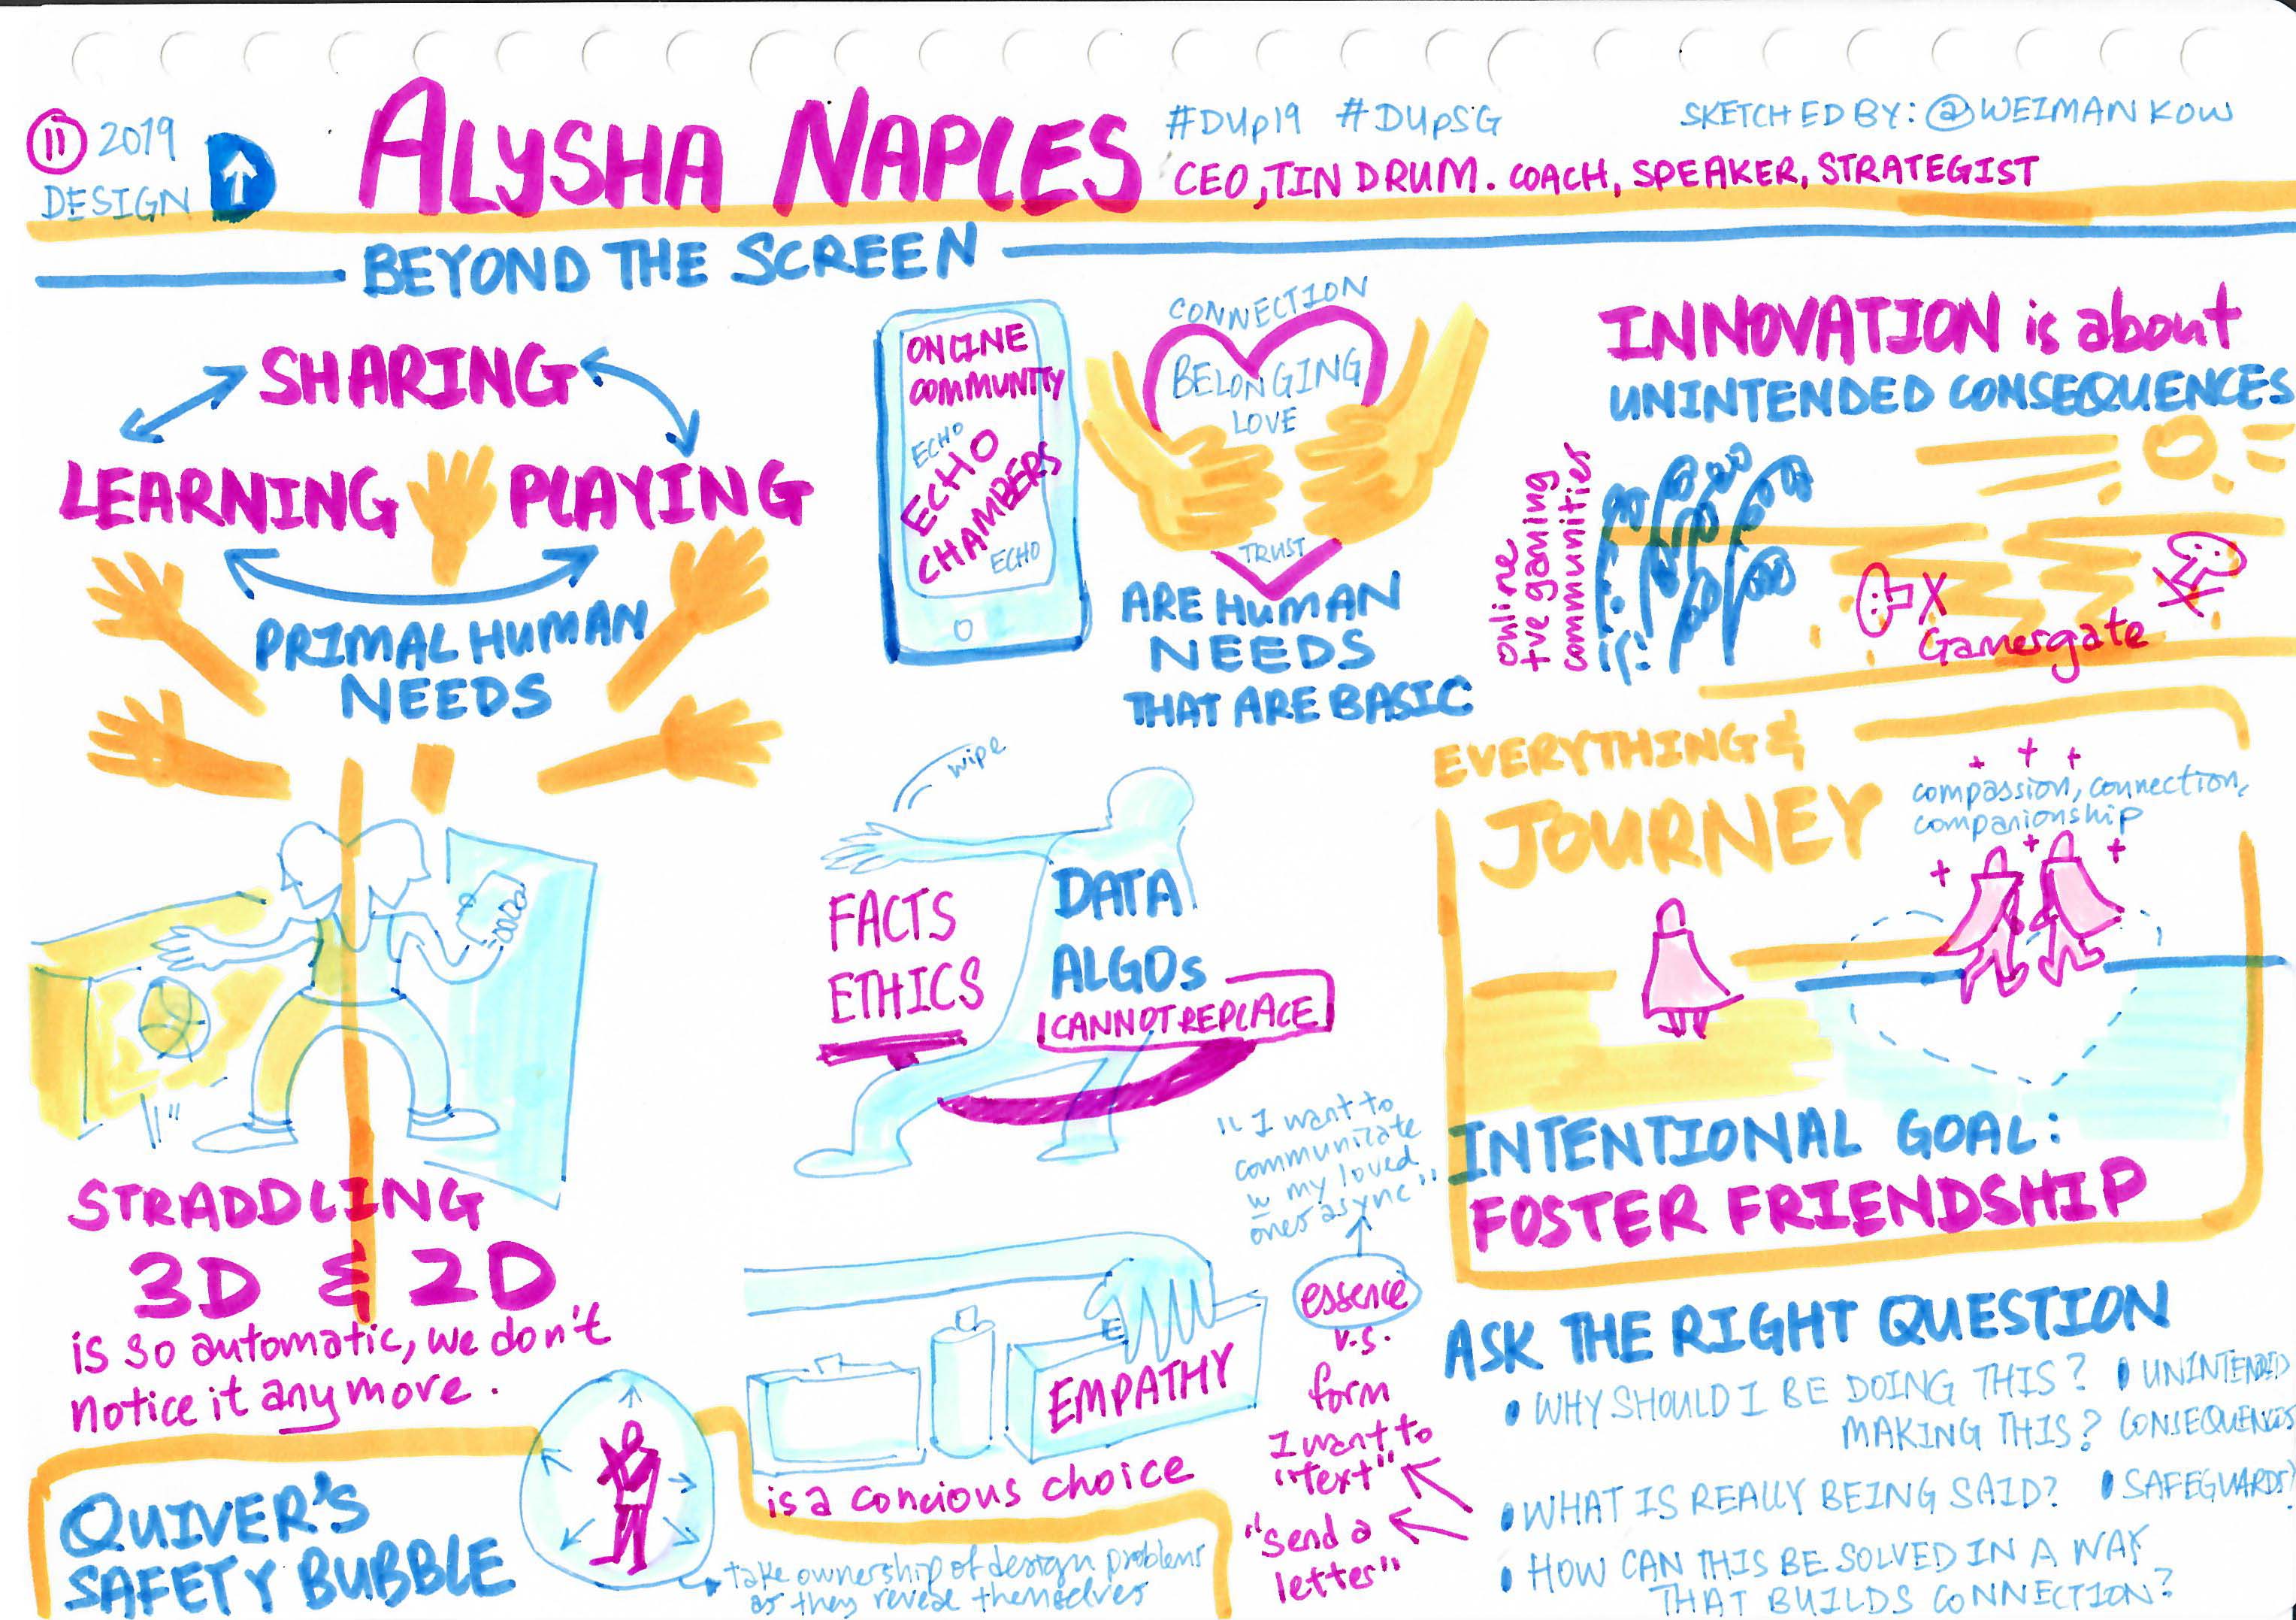 11 2019
DESIGN
ALYSHA NAPLES
#DUp19 #DUpSG
SKETCHED BY: @WEIMANKOW
CEO, TIN DRUM. COACH, SPEAKER, STRATEGIST
BEYOND THE SCREEN
SHARING
LEARNING PLAYING
PRIMAL HUMAN
NEEDS
ONLINE
COMMUNITY
ECHO
ECHO
CHAMBERS
ECHO
CONNECTION
BELONGING
LOVE
TRUST
ARE HUMAN
NEEDS
THAT ARE BASIC
INNOVATION is about
UNINTENDED CONSEQUENCES
online
+ve gaming
communities
Gamergate
STRADDLING
3D & 2D
is so automatic, we don't
notice it anymore.
wipe
FACTS
ETHICS
DATA
ALGOs
CANNOT REPLACE
EVERYTHING &
JOURNEY
compassion, connection,
companionship
INTENTIONAL GOAL:
FOSTER FRIENDSHIP
"I want to
communicate
w my loved
ones async"
essence
v.s.
form
I want to
"text"
"send a
letter"
EMPATHY
is a concious choice
QUIVER'S
SAFETY BUBBLE
take ownership of design problems
as they reveal themselves
ASK THE RIGHT QUESTION
• WHY SHOULD I BE DOING THIS?
MAKING THIS?
• UNINTENDED
CONSEQUENCES
• WHAT IS REALLY BEING SAID?
• SAFEGUARDS?
• HOW CAN THIS BE SOLVED IN A WAY
THAT BUILDS CONNECTION?